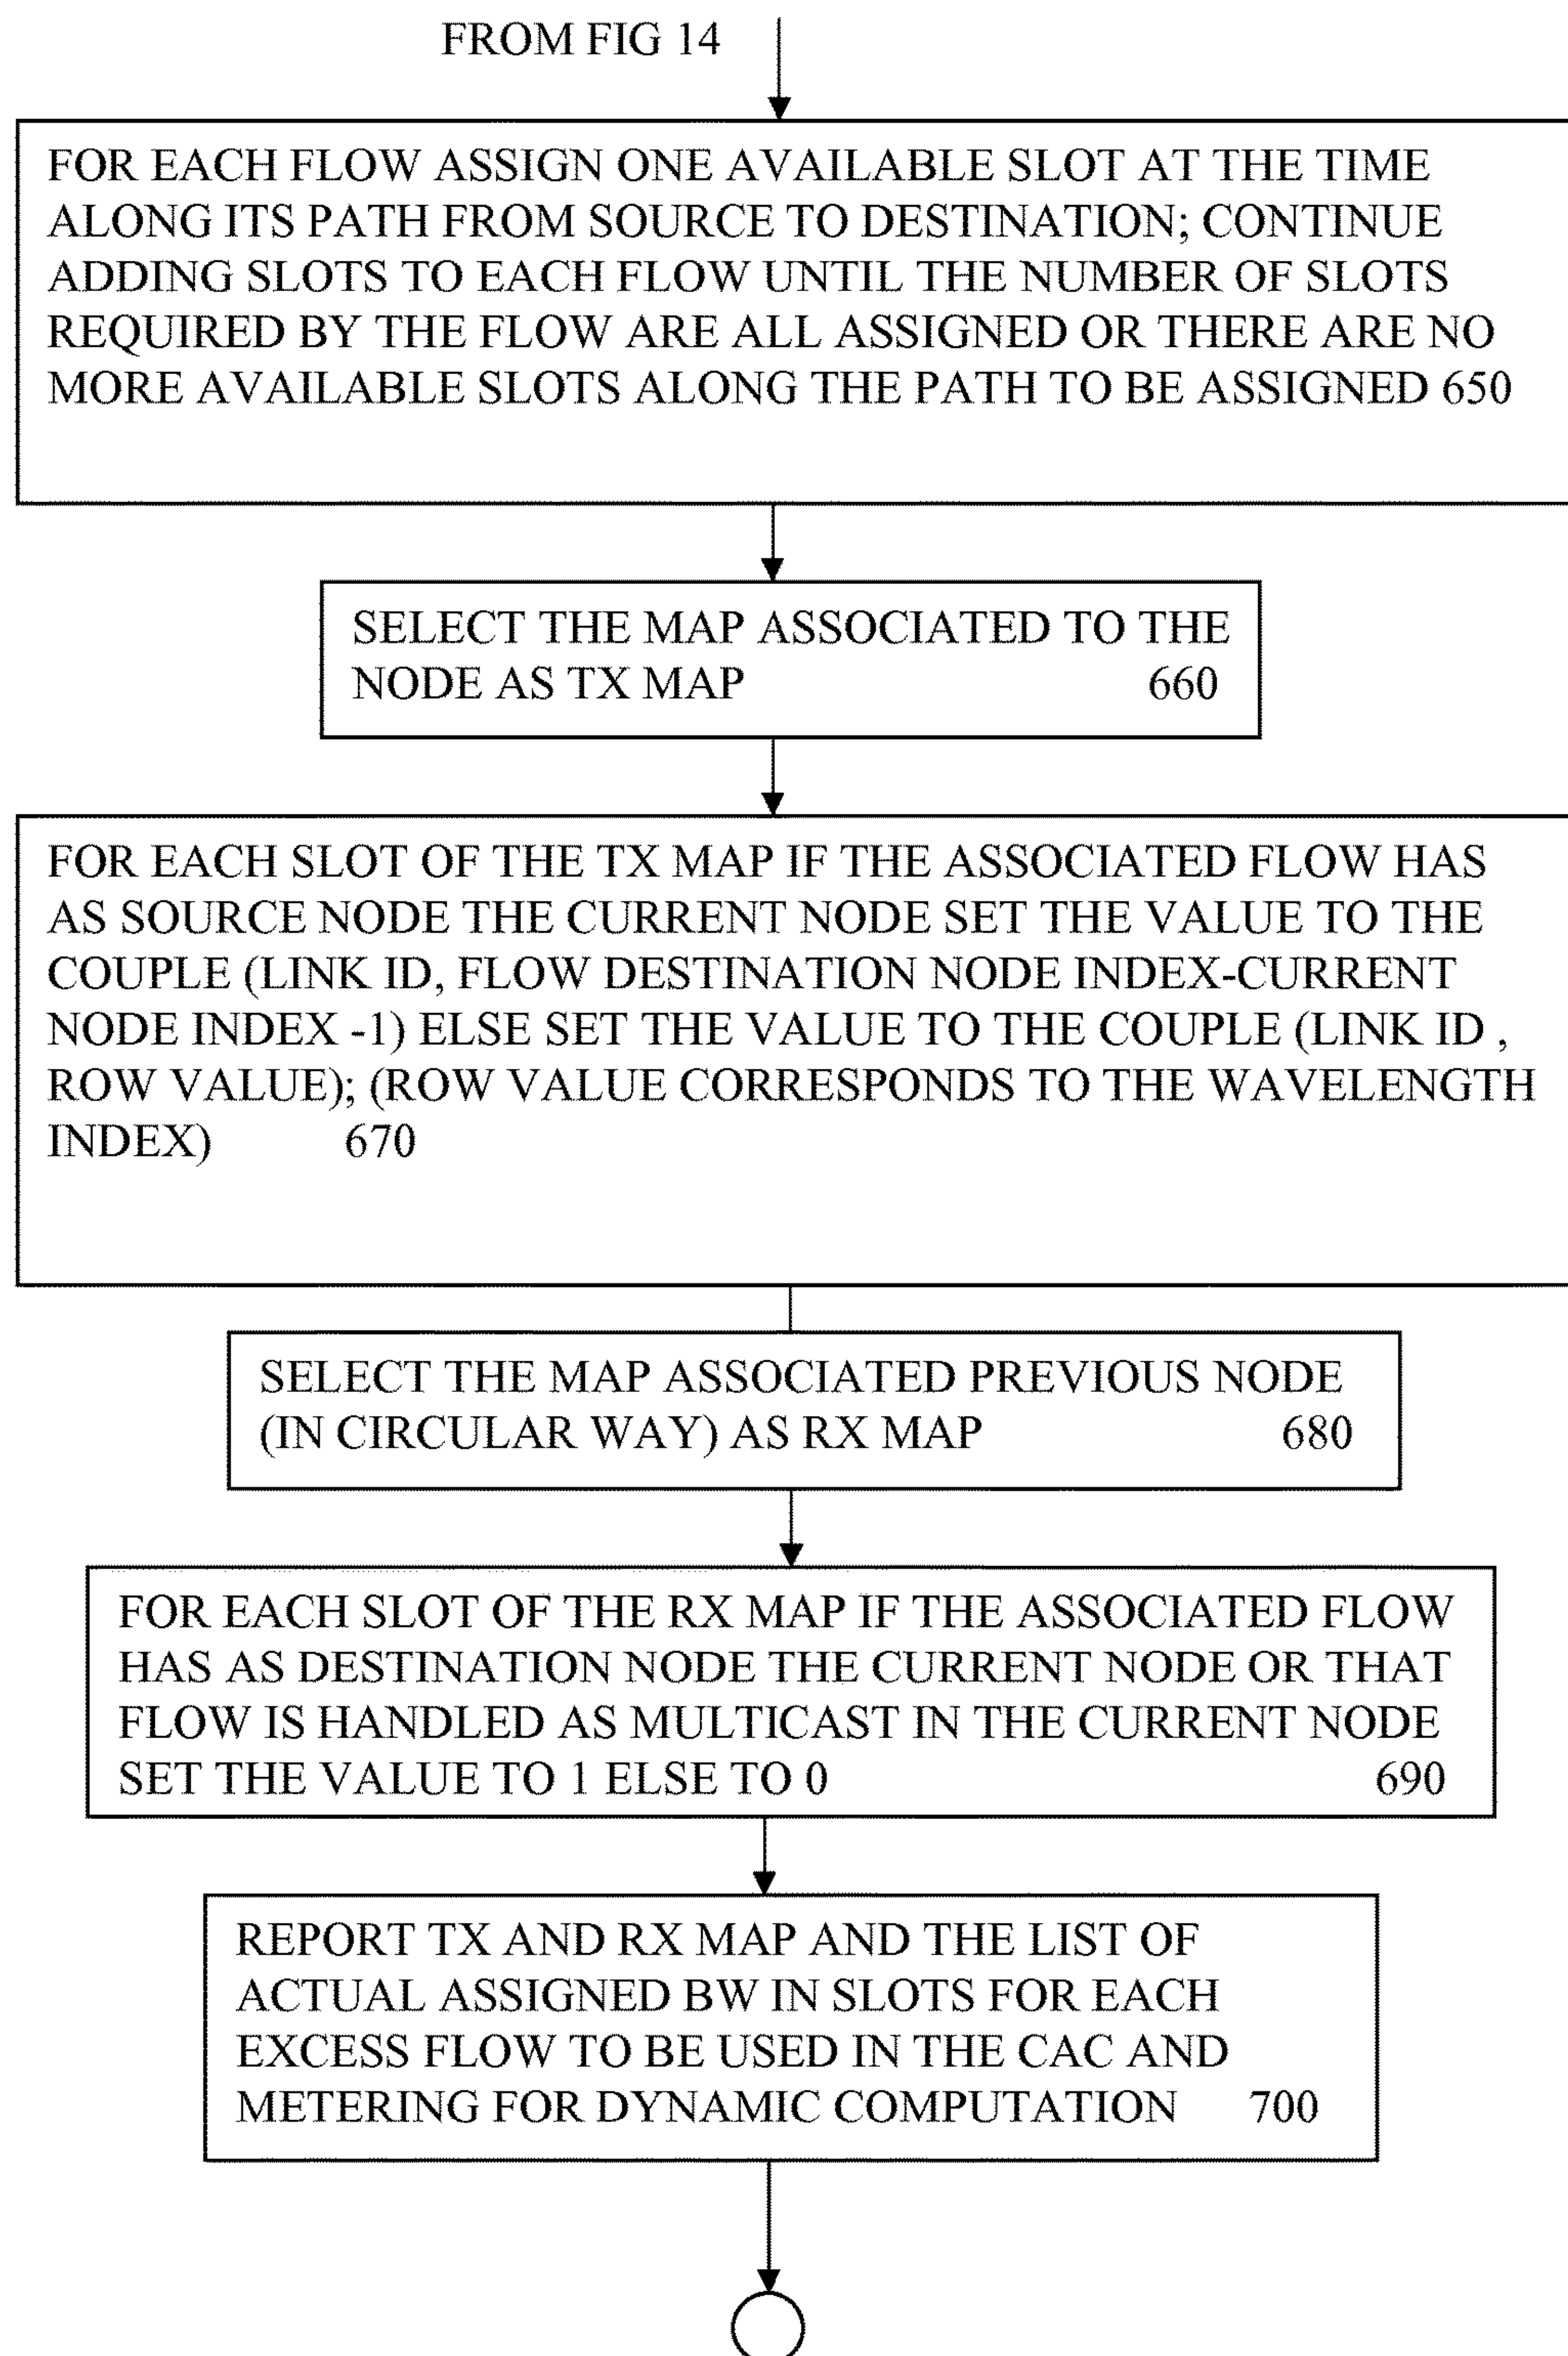 FROM FIG 14
FOR EACH FLOW ASSIGN ONE AVAILABLE SLOT AT THE TIME
ALONG ITS PATH FROM SOURCE TO DESTINATION; CONTINUE
ADDING SLOTS TO EACH FLOW UNTIL THE NUMBER OF SLOTS
REQUIRED BY THE FLOW ARE ALL ASSIGNED OR THERE ARE NO
MORE AVAILABLE SLOTS ALONG THE PATH TO BE ASSIGNED 650
SELECT THE MAP ASSOCIATED TO THE
NODE AS TX MAP 660
FOR EACH SLOT OF THE TX MAP IF THE ASSOCIATED FLOW HAS
AS SOURCE NODE THE CURRENT NODE SET THE VALUE TO THE
COUPLE (LINK ID, FLOW DESTINATION NODE INDEX-CURRENT
NODE INDEX -1) ELSE SET THE VALUE TO THE COUPLE (LINK ID ,
ROW VALUE); (ROW VALUE CORRESPONDS TO THE WAVELENGTH
INDEX) 670
SELECT THE MAP ASSOCIATED PREVIOUS NODE
(IN CIRCULAR WAY) AS RX MAP 680
FOR EACH SLOT OF THE RX MAP IF THE ASSOCIATED FLOW
HAS AS DESTINATION NODE THE CURRENT NODE OR THAT
FLOW IS HANDLED AS MULTICAST IN THE CURRENT NODE
SET THE VALUE TO 1 ELSE TO 0 690
REPORT TX AND RX MAP AND THE LIST OF
ACTUAL ASSIGNED BW IN SLOTS FOR EACH
EXCESS FLOW TO BE USED IN THE CAC AND
METERING FOR DYNAMIC COMPUTATION 700